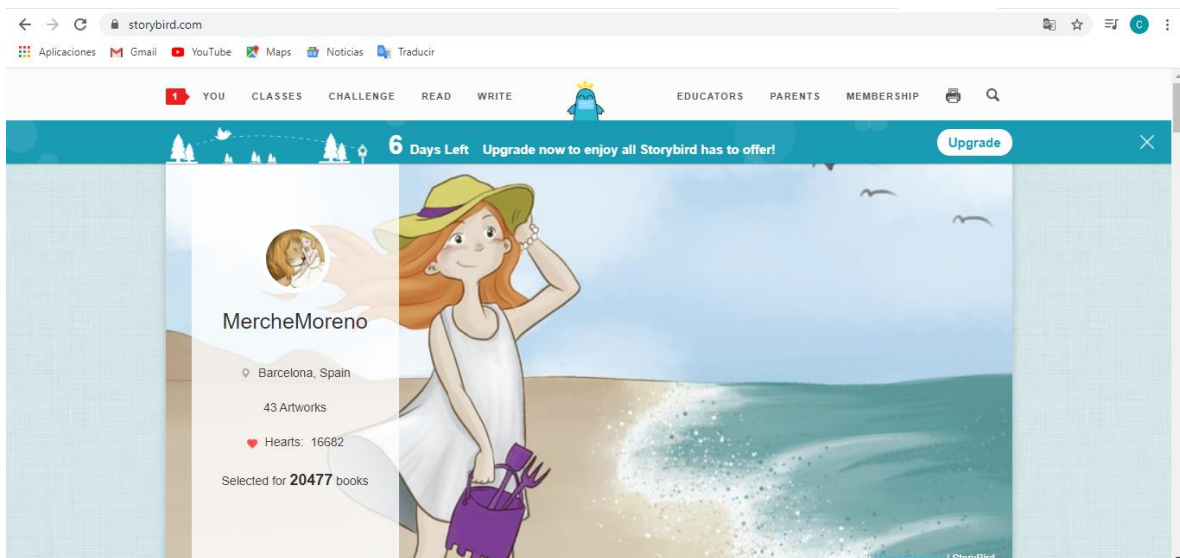 storybird.com
C
Aplicaciones Gmail YouTube Maps Noticias Traducir
1 YOU CLASSES CHALLENGE READ WRITE EDUCATORS PARENTS MEMBERSHIP
6 Days Left Upgrade now to enjoy all Storybird has to offer! Upgrade
MercheMoreno
Barcelona, Spain
43 Artworks
Hearts: 16682
Selected for 20477 books
/ StoryBird